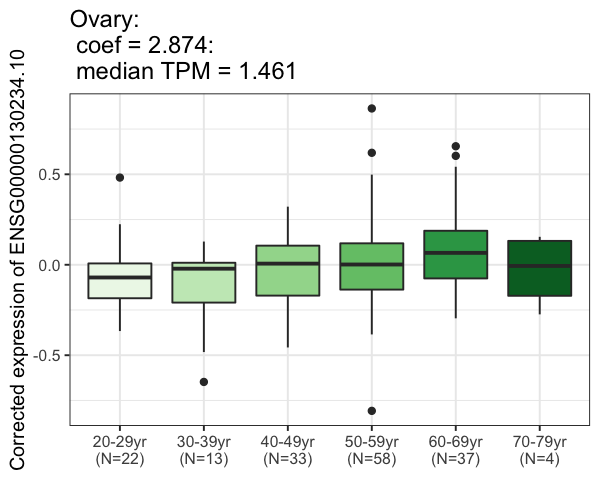 Ovary:
coef = 2.874:
median TPM = 1.461
Corrected expression of ENSG00000130234.10
0.5
0.0
-0.5
20-29yr 30-39yr 40-49yr 50-59yr 60-69yr 70-79yr
(N=22) (N=13) (N=33) (N=58) (N=37) (N=4)